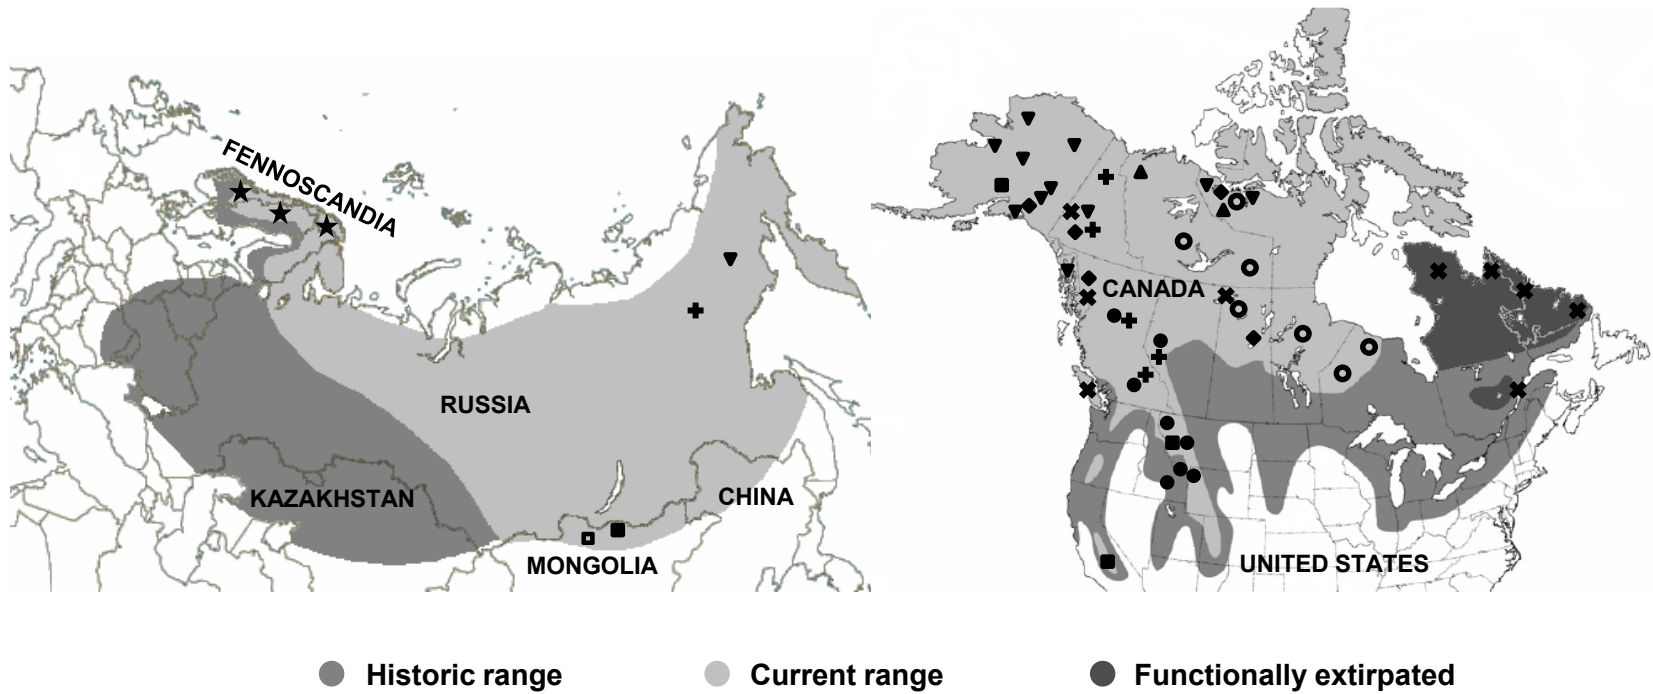 FENNOSCANDIA
CANADA
RUSSIA
KAZAKHSTAN
CHINA
MONGOLIA
UNITED STATES
Historic range
Current range
Functionally extirpated